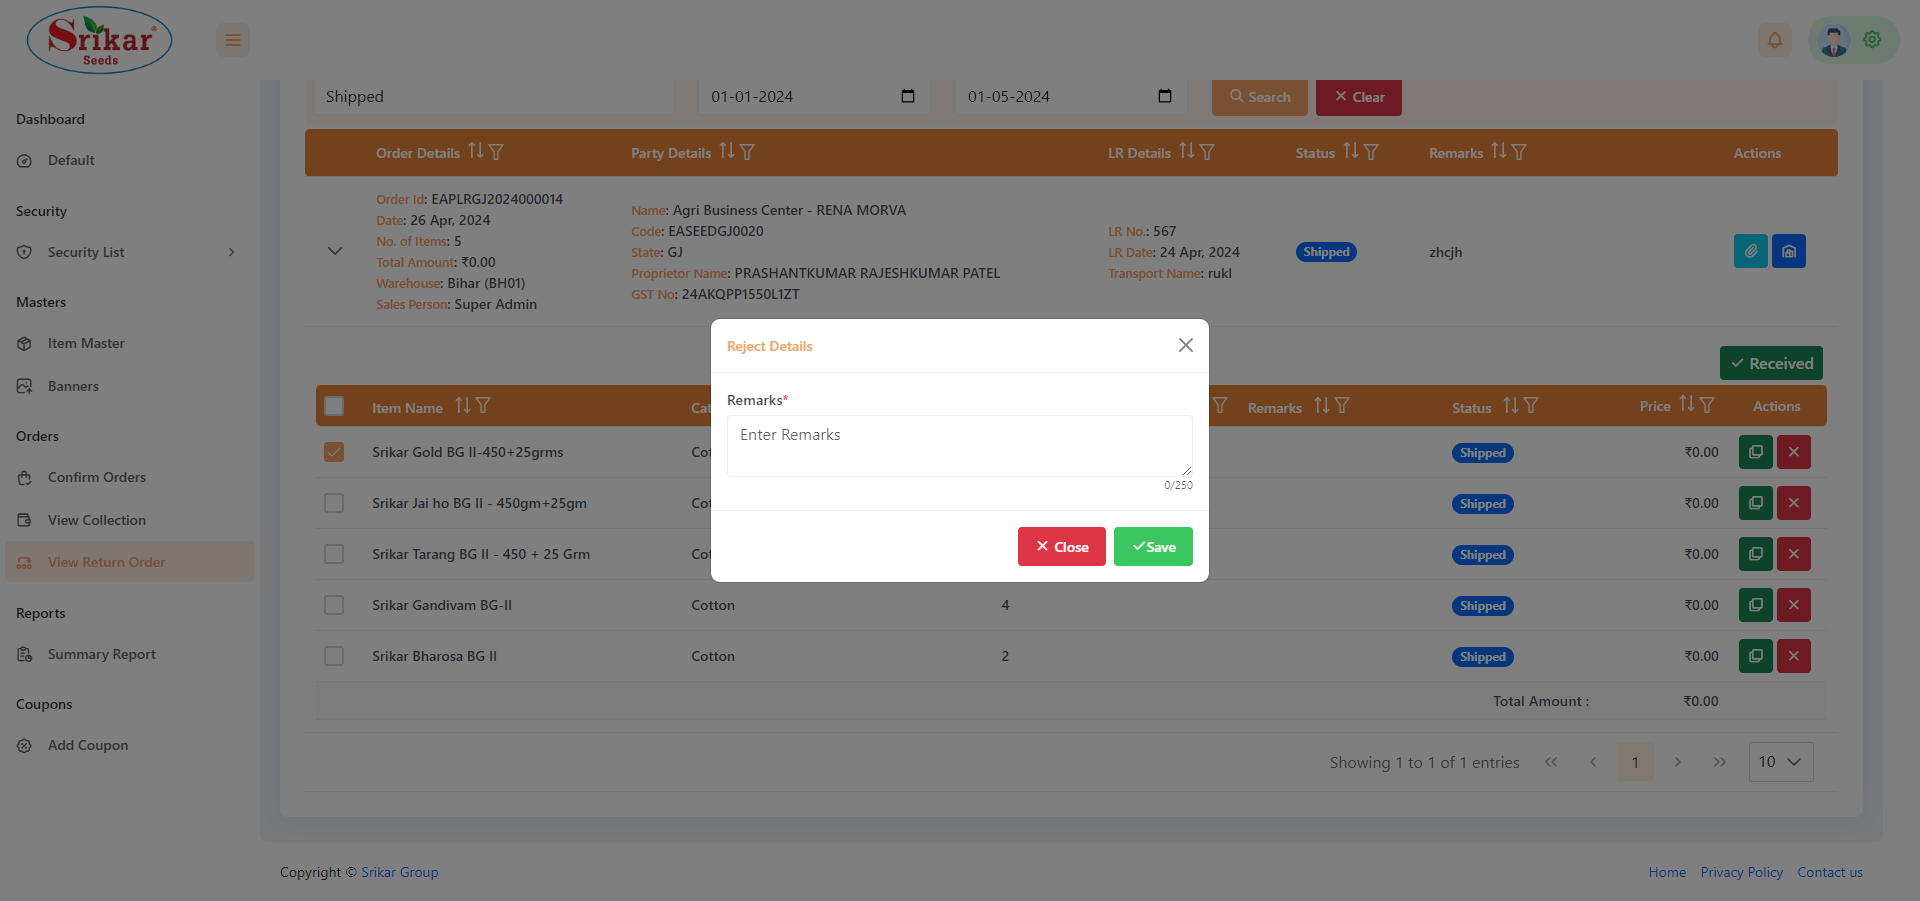 Srikar
Seeds
Dashboard
Default
Security
Security List
Masters
Item Master
Banners
Orders
Confirm Orders
View Collection
View Return Order
Reports
Summary Report
Coupons
Add Coupon
Shipped
01-01-2024
01-05-2024
Search
Clear
Order Details
Party Details
LR Details
Status
Remarks
Actions
Order Id: EAPLRGJ2024000014
Date: 26 Apr, 2024
No. of Items: 5
Total Amount: ₹0.00
Warehouse: Bihar (BH01)
Sales Person: Super Admin
Name: Agri Business Center - RENA MORVA
Code: EASEEDGJ0020
State: GJ
Proprietor Name: PRASHANTKUMAR RAJESHKUMAR PATEL
GST No: 24AKQPP1550L1ZT
LR No.: 567
LR Date: 24 Apr, 2024
Transport Name: rukl
Shipped
zhcjh
Received
Item Name
Cat
Remarks
Status
Price
Actions
Srikar Gold BG II-450+25grms
Cot
Shipped
₹0.00
Srikar Jai ho BG II - 450gm+25gm
Cot
Shipped
₹0.00
Srikar Tarang BG II - 450 + 25 Grm
Cot
Shipped
₹0.00
Srikar Gandivam BG-II
Cotton
4
Shipped
₹0.00
Srikar Bharosa BG II
Cotton
2
Shipped
₹0.00
Total Amount :
₹0.00
Showing 1 to 1 of 1 entries
1
10
Reject Details
Remarks*
Enter Remarks
0/250
Close
Save
Copyright © Srikar Group
Home
Privacy Policy
Contact us